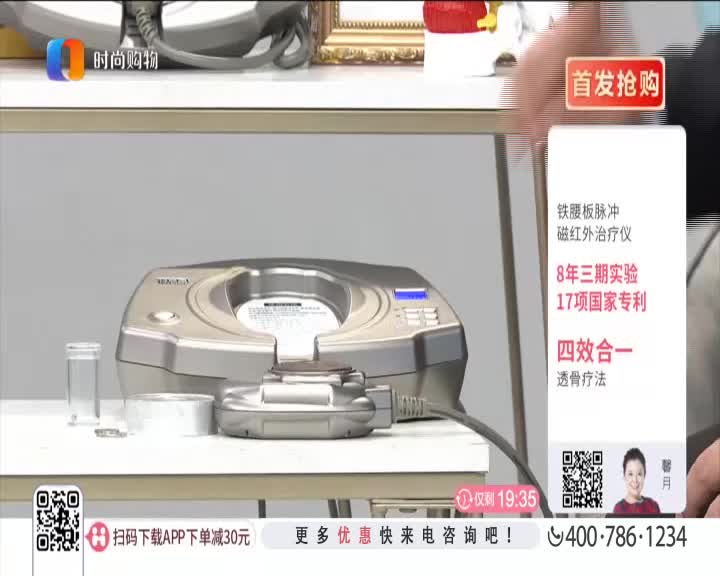 时尚购物
首发抢购
铁腰板脉冲
磁红外治疗仪
8年三期实验
17项国家专利
四效合一
透骨疗法
馨月
仅剩 19:35
扫码下载APP下单减30元
更多优惠快来电咨询吧！
400·786·1234